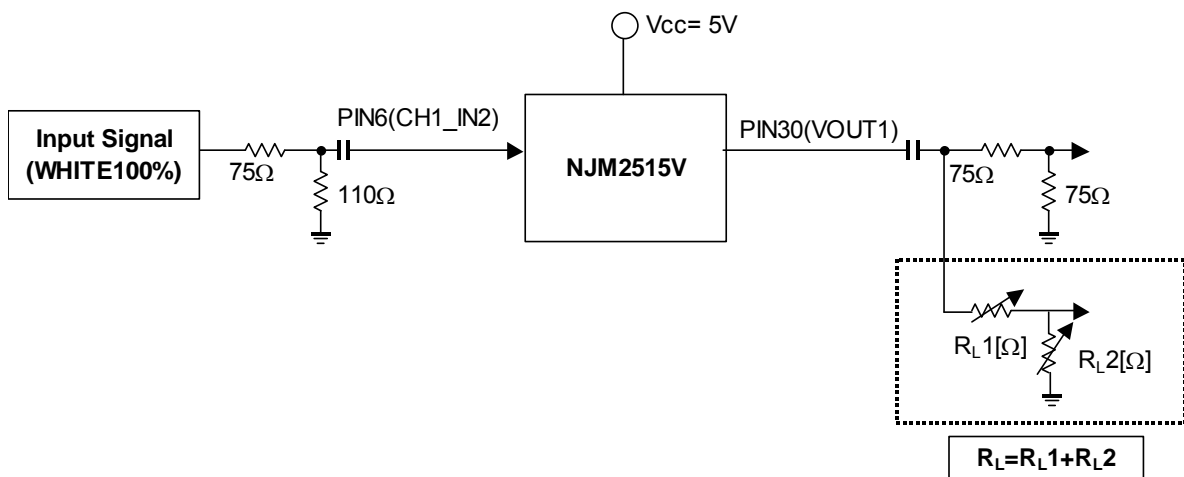 Vcc= 5V
Input Signal
(WHITE100%)
75Ω
110Ω
PIN6(CH1_IN2)
NJM2515V
PIN30(VOUT1)
75Ω
75Ω
RL1[Ω]
RL2[Ω]
RL=RL1+RL2